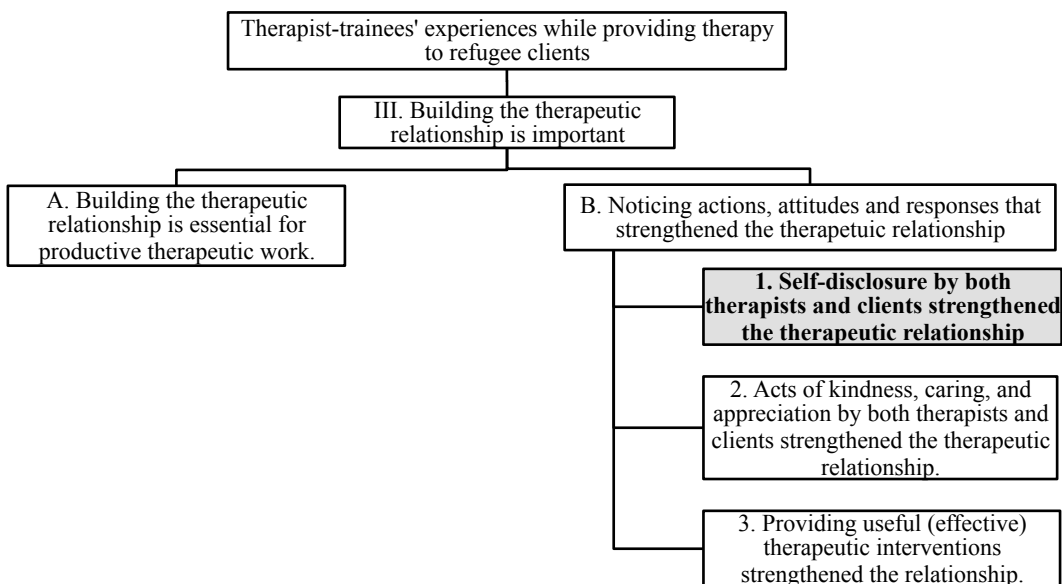 Therapist-trainees' experiences while providing therapy
to refugee clients
III. Building the therapeutic
relationship is important
A. Building the therapeutic
relationship is essential for
productive therapeutic work.
B. Noticing actions, attitudes and responses that
strengthened the therapetuic relationship
1. Self-disclosure by both
therapists and clients strengthened
the therapeutic relationship
2. Acts of kindness, caring, and
appreciation by both therapists and
clients strengthened the therapeutic
relationship.
3. Providing useful (effective)
therapeutic interventions
strengthened the relationship.